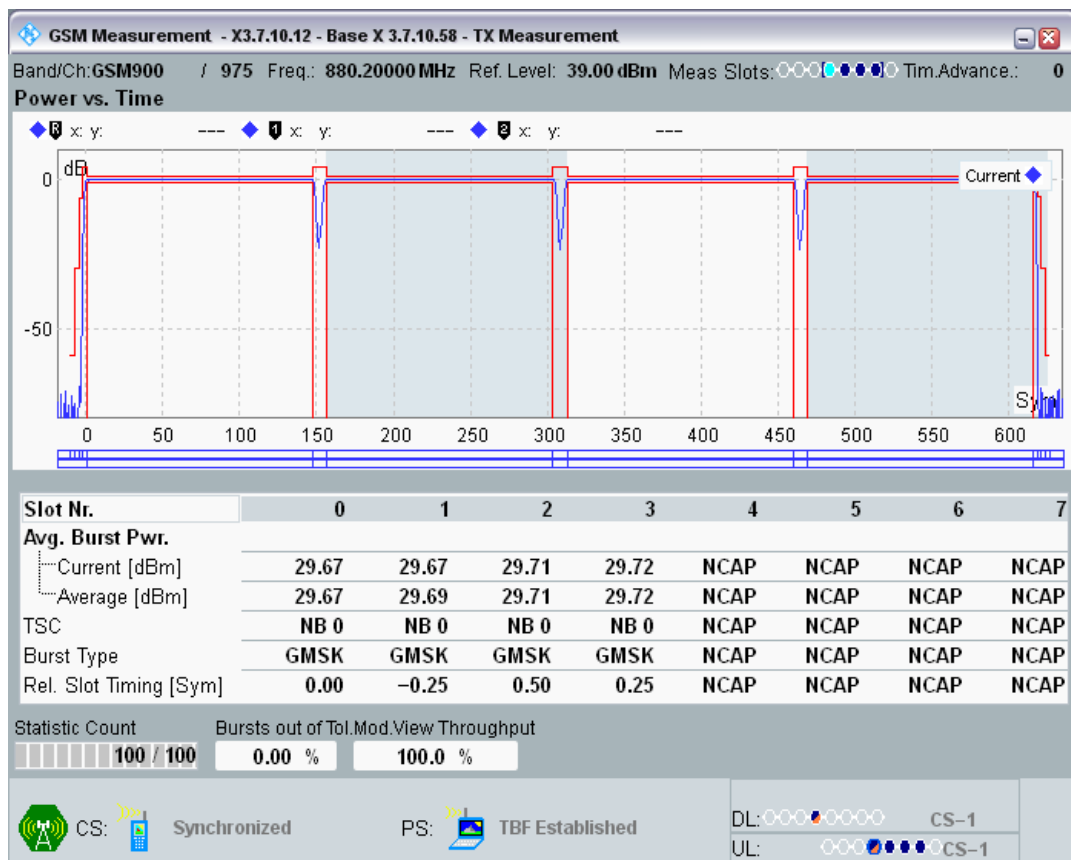 GSM Measurement - X3.7.10.12 - Base X 3.7.10.58 - TX Measurement
Band/Ch:GSM900 / 975 Freq.: 880.20000 MHz Ref. Level: 39.00 dBm Meas Slots: Tim.Advance.: 0
Power vs. Time
R x: y: --- 1 x: y: --- 2 x: y: ---
dB
Current
0
-50
Sym
0 50 100 150 200 250 300 350 400 450 500 550 600
Slot Nr. 0 1 2 3 4 5 6 7
Avg. Burst Pwr.
Current [dBm] 29.67 29.67 29.71 29.72 NCAP NCAP NCAP NCAP
Average [dBm] 29.67 29.69 29.71 29.72 NCAP NCAP NCAP NCAP
TSC NB 0 NB 0 NB 0 NB 0 NCAP NCAP NCAP NCAP
Burst Type GMSK GMSK GMSK GMSK NCAP NCAP NCAP NCAP
Rel. Slot Timing [Sym] 0.00 −0.25 0.50 0.25 NCAP NCAP NCAP NCAP
Statistic Count Bursts out of Tol.Mod.View Throughput
100 / 100 0.00 % 100.0 %
CS: Synchronized PS: TBF Established
DL: CS−1
UL: CS−1